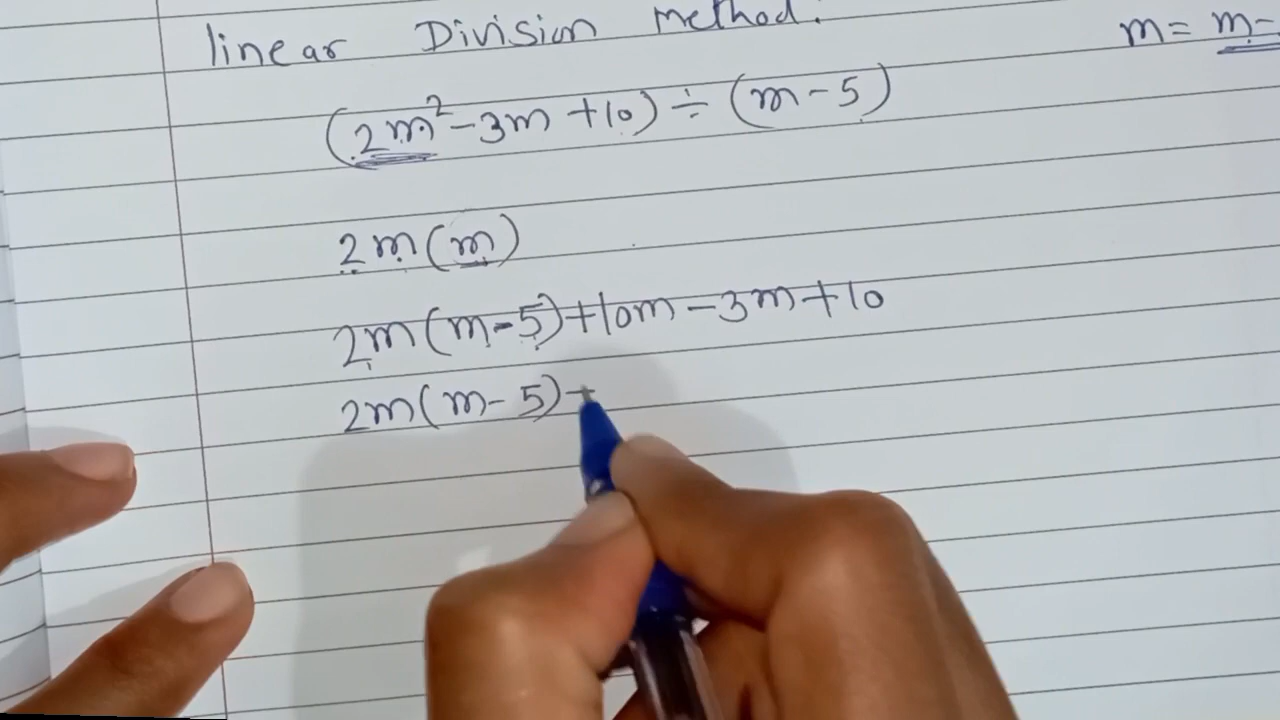 linear Division method.
m = m -
(2m² - 3m + 10) ÷ (m - 5)
2m(m)
2m(m - 5) + 10m - 3m + 10
2m(m - 5) +